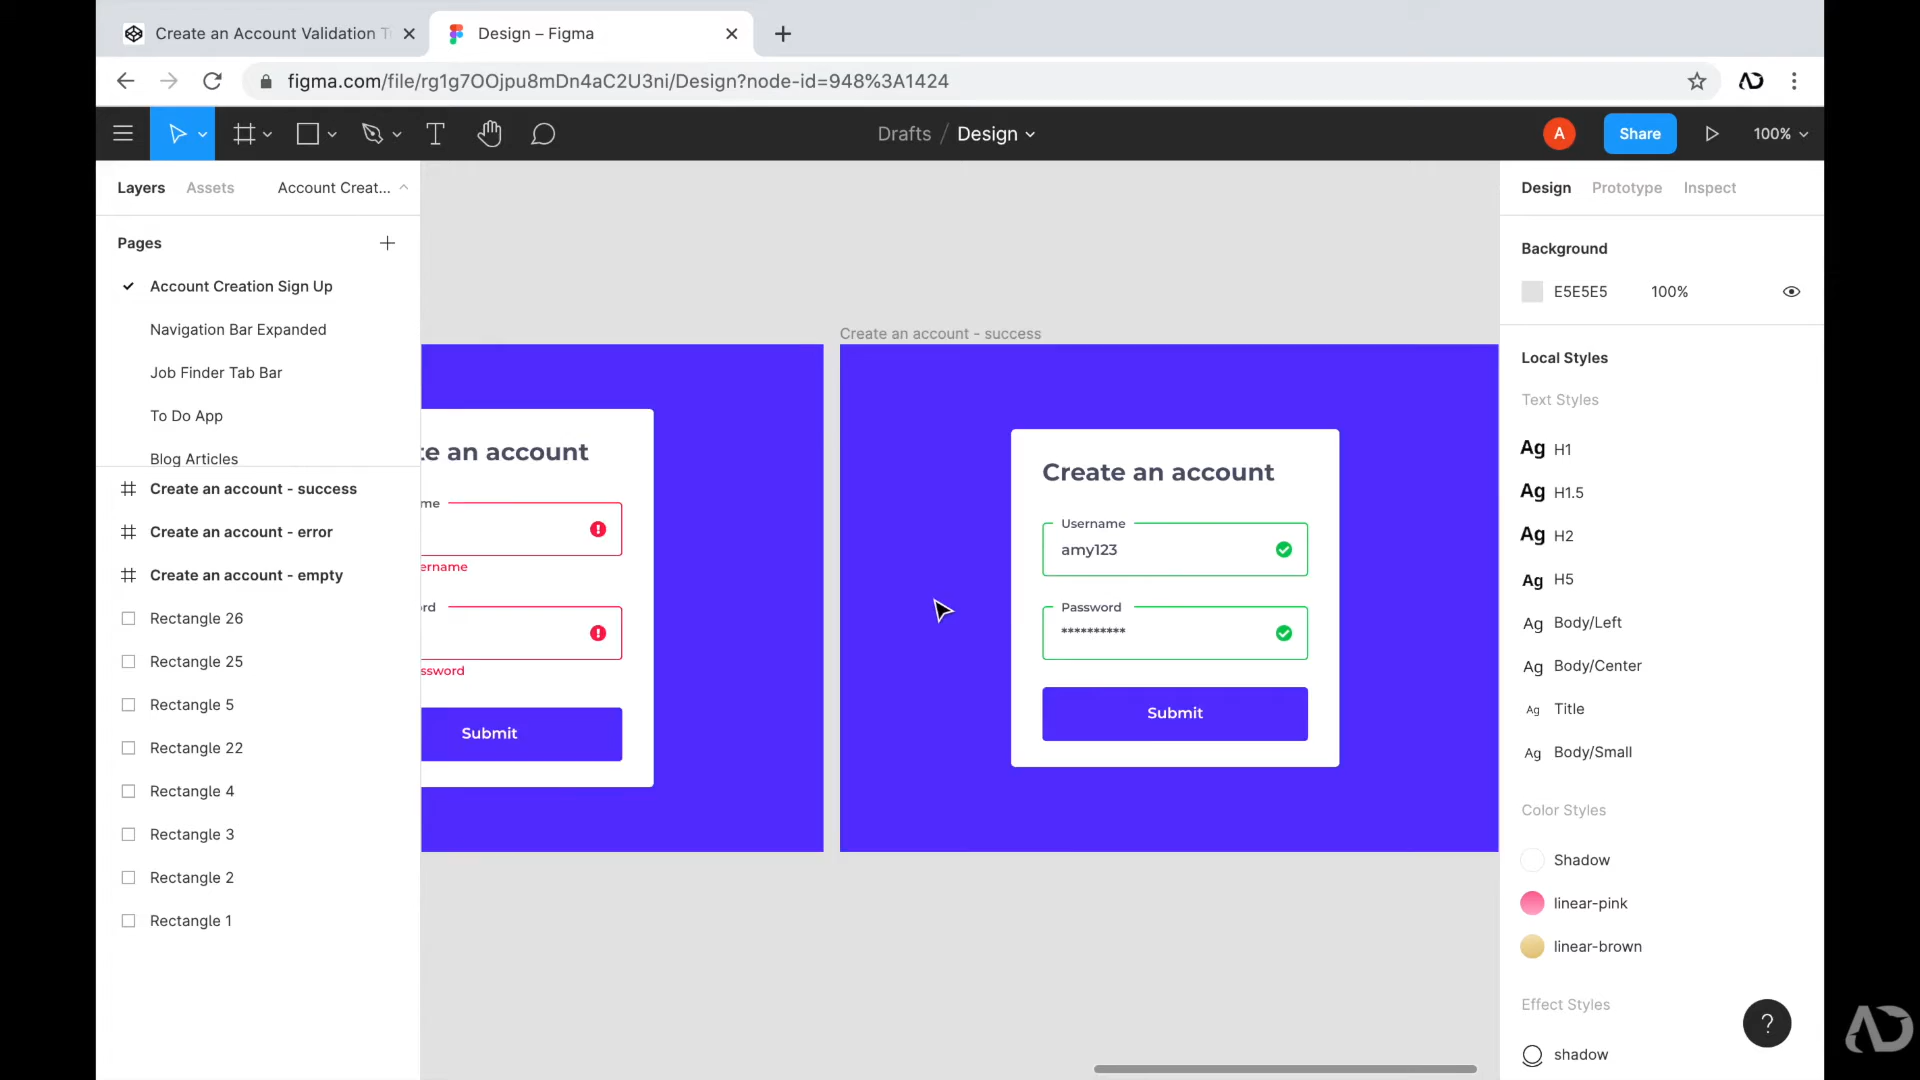 Create an Account Validation T
Design – Figma
figma.com/file/rg1g7OOjpu8mDn4aC2U3ni/Design?node-id=948%3A1424
Drafts / Design
A
Share
100%
Layers
Assets
Account Creat...
Pages
Account Creation Sign Up
Navigation Bar Expanded
Job Finder Tab Bar
To Do App
Blog Articles
Create an account - success
Create an account - error
Create an account - empty
Rectangle 26
Rectangle 25
Rectangle 5
Rectangle 22
Rectangle 4
Rectangle 3
Rectangle 2
Rectangle 1
te an account
me
ername
rd
ssword
Submit
Create an account - success
Create an account
Username
amy123
Password
**********
Submit
Design
Prototype
Inspect
Background
E5E5E5 100%
Local Styles
Text Styles
Ag H1
Ag H1.5
Ag H2
Ag H5
Ag Body/Left
Ag Body/Center
Ag Title
Ag Body/Small
Color Styles
Shadow
linear-pink
linear-brown
Effect Styles
shadow
?
AD